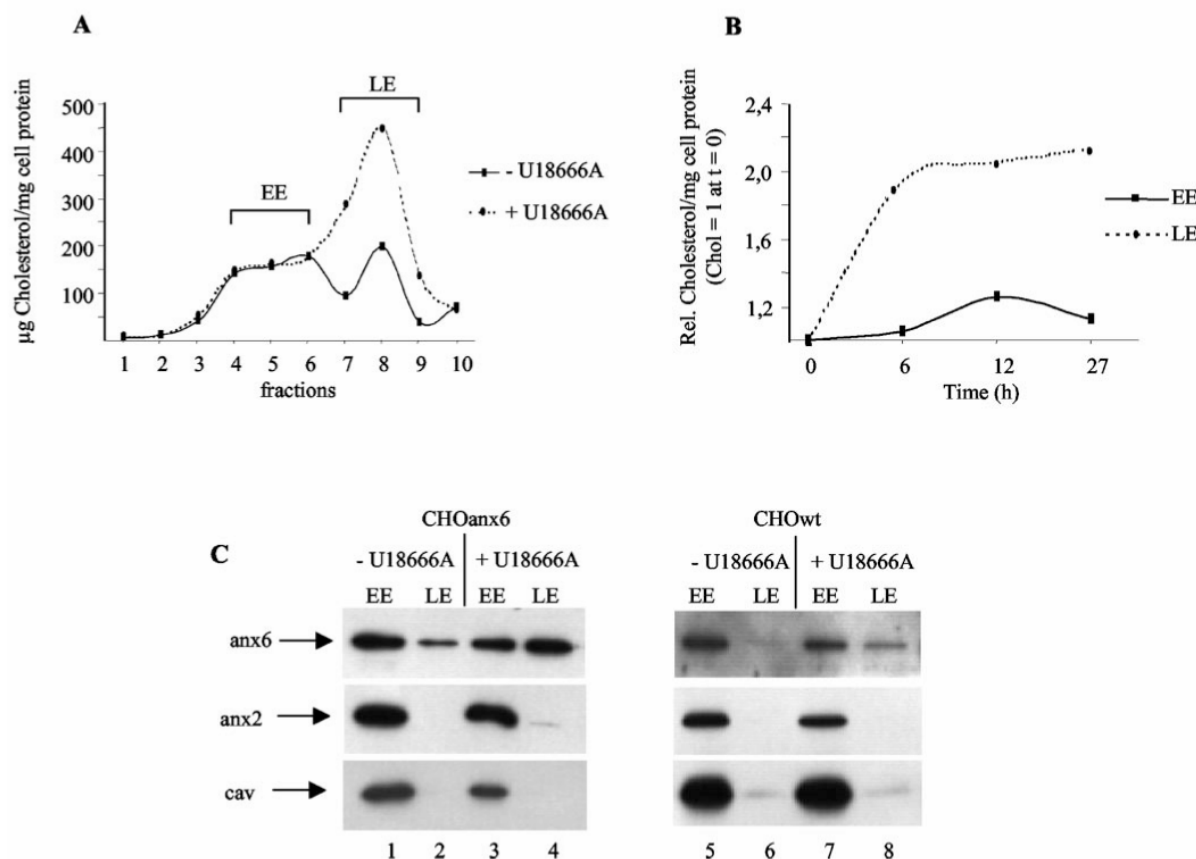 A
µg Cholesterol/mg cell protein
500
400
300
200
100
EE
LE
- U18666A
+ U18666A
1 2 3 4 5 6 7 8 9 10
fractions
B
Rel. Cholesterol/mg cell protein
(Chol = 1 at t = 0)
2,4
2,0
1,6
1,2
EE
LE
0 6 12 27
Time (h)
C
CHOanx6
- U18666A + U18666A
EE LE EE LE
CHOwt
- U18666A + U18666A
EE LE EE LE
anx6
anx2
cav
1 2 3 4
5 6 7 8